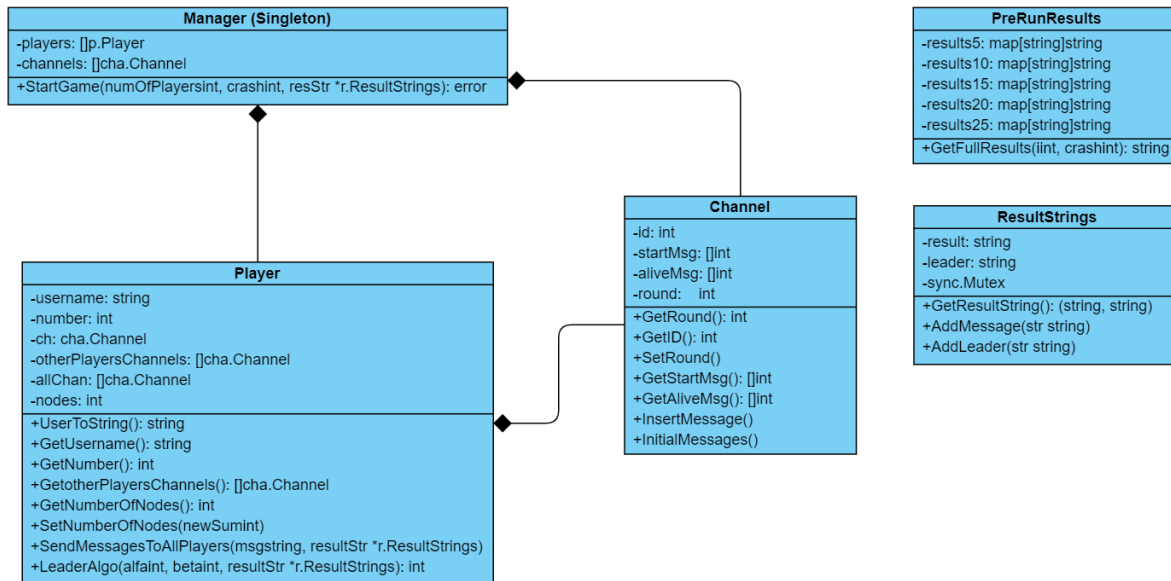 Manager (Singleton)
-players: []p.Player
-channels: []cha.Channel
+StartGame(numOfPlayersint, crashint, resStr *r.ResultStrings): error
PreRunResults
-results5: map[string]string
-results10: map[string]string
-results15: map[string]string
-results20: map[string]string
-results25: map[string]string
+GetFullResults(iint, crashint): string
Channel
-id: int
-startMsg: []int
-aliveMsg: []int
-round: int
+GetRound(): int
+GetID(): int
+SetRound()
+GetStartMsg(): []int
+GetAliveMsg(): []int
+InsertMessage()
+InitialMessages()
ResultStrings
-result: string
-leader: string
-sync.Mutex
+GetResultString(): (string, string)
+AddMessage(str string)
+AddLeader(str string)
Player
-username: string
-number: int
-ch: cha.Channel
-otherPlayersChannels: []cha.Channel
-allChan: []cha.Channel
-nodes: int
+UserToString(): string
+GetUsername(): string
+GetNumber(): int
+GetotherPlayersChannels(): []cha.Channel
+GetNumberOfNodes(): int
+SetNumberOfNodes(newSumint)
+SendMessagesToAllPlayers(msgstring, resultStr *r.ResultStrings)
+LeaderAlgo(alfaint, betaint, resultStr *r.ResultStrings): int